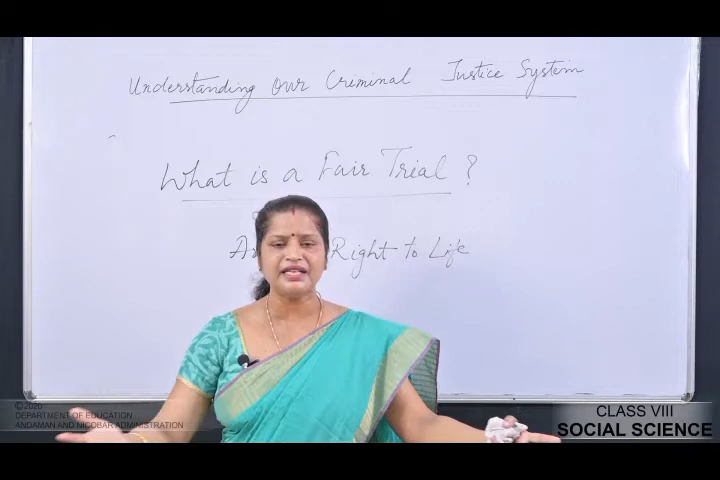 Understanding Our Criminal Justice System
What is a Fair Trial ?
Right to Life
©2020
DEPARTMENT OF EDUCATION
ANDAMAN AND NICOBAR ADMINISTRATION
CLASS VIII
SOCIAL SCIENCE